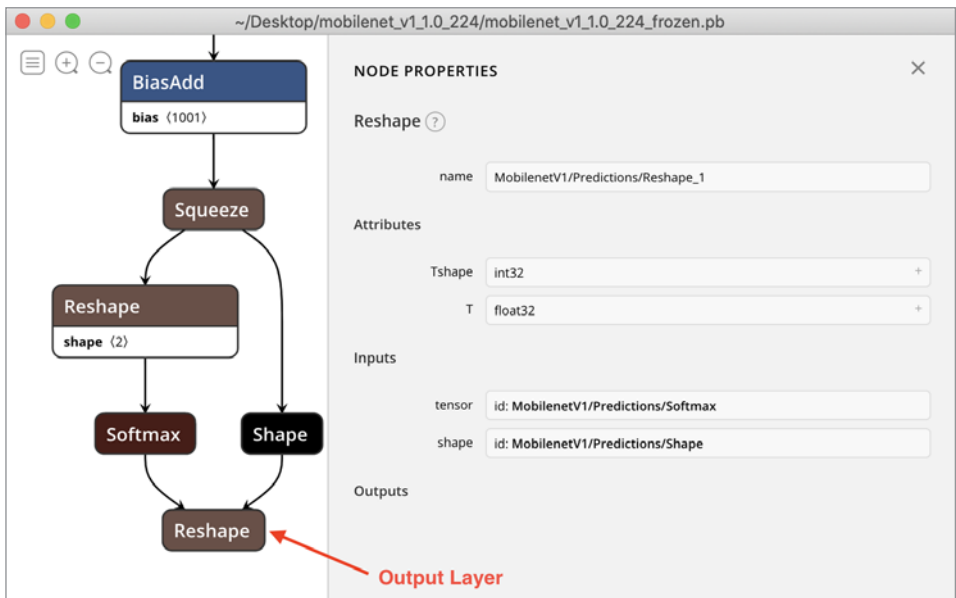 ~/Desktop/mobilenet_v1_1.0_224/mobilenet_v1_1.0_224_frozen.pb
BiasAdd
bias ⟨1001⟩
Squeeze
Reshape
shape ⟨2⟩
Softmax
Shape
Reshape
Output Layer
NODE PROPERTIES
Reshape ?
name MobilenetV1/Predictions/Reshape_1
Attributes
Tshape int32 +
T float32 +
Inputs
tensor id: MobilenetV1/Predictions/Softmax
shape id: MobilenetV1/Predictions/Shape
Outputs